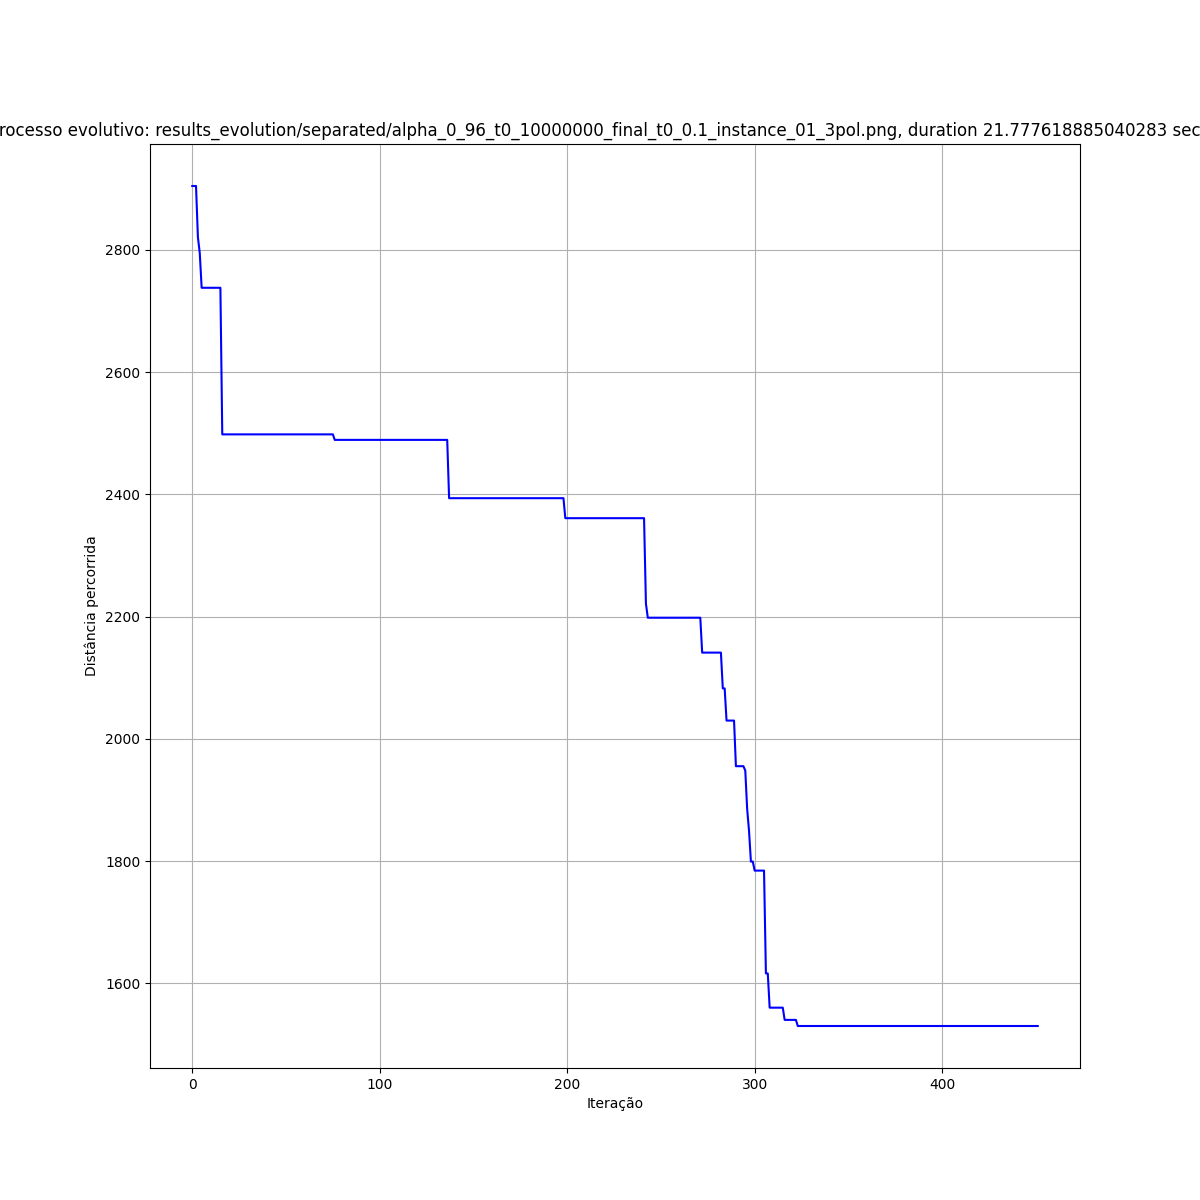 rocesso evolutivo: results_evolution/separated/alpha_0_96_t0_10000000_final_t0_0.1_instance_01_3pol.png, duration 21.777618885040283 sec
2800
2600
2400
2200
2000
1800
1600
Distância percorrida
0 100 200 300 400
Iteração